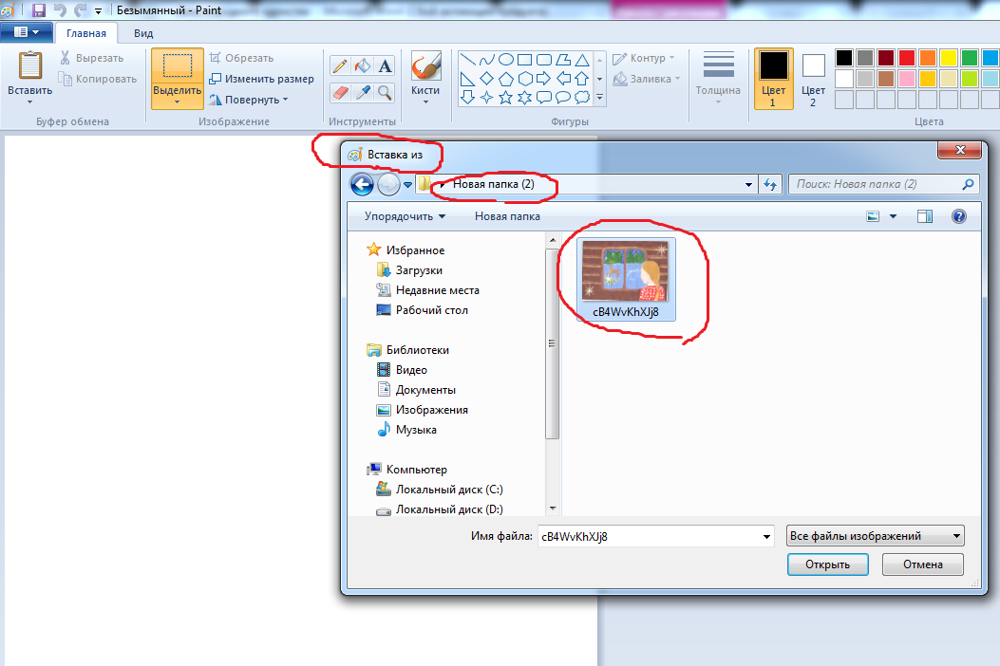 Безымянный - Paint
Главная Вид
Вставить
Вырезать
Копировать
Буфер обмена
Выделить
Обрезать
Изменить размер
Повернуть
Изображение
A
Инструменты
Кисти
Контур
Заливка
Фигуры
Толщина
Цвет 1
Цвет 2
Цвета
Вставка из
Новая папка (2)
Поиск: Новая папка (2)
Упорядочить Новая папка
Избранное
Загрузки
Недавние места
Рабочий стол
Библиотеки
Видео
Документы
Изображения
Музыка
Компьютер
Локальный диск (C:)
Локальный диск (D:)
cB4WvKhXJj8
Имя файла: cB4WvKhXJj8 Все файлы изображений
Открыть Отмена